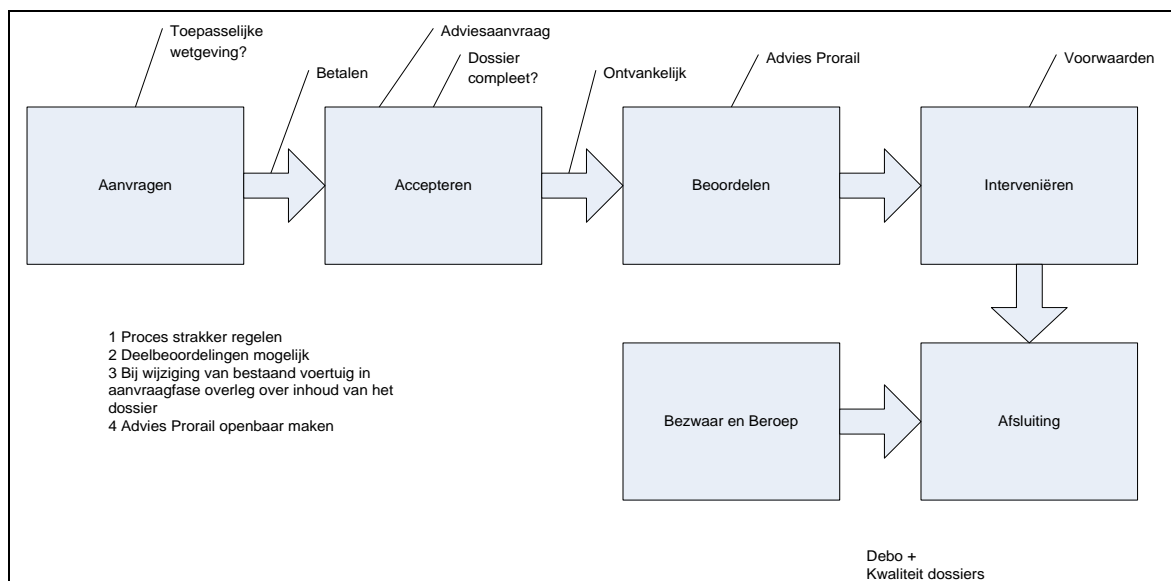 Toepasselijke
wetgeving?
Betalen
Adviesaanvraag
Dossier
compleet?
Ontvankelijk
Advies Prorail
Voorwaarden
Aanvragen
Accepteren
Beoordelen
Interveniëren
1 Proces strakker regelen
2 Deelbeoordelingen mogelijk
3 Bij wijziging van bestaand voertuig in
aanvraagfase overleg over inhoud van het
dossier
4 Advies Prorail openbaar maken
Bezwaar en Beroep
Afsluiting
Debo +
Kwaliteit dossiers